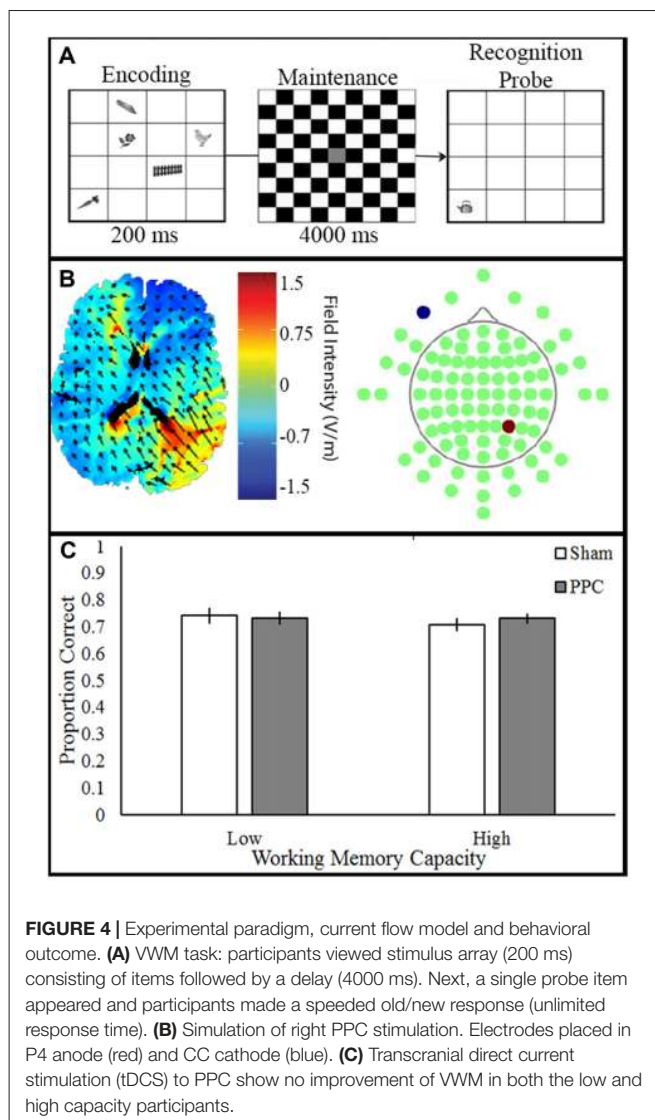 A
Encoding
Maintenance
Recognition
Probe
200 ms
4000 ms
B
1.5
0.75
0
-0.7
-1.5
Field Intensity (V/m)
C
Sham
PPC
1
0.9
0.8
0.7
0.6
0.5
0.4
0.3
0.2
0.1
0
Proportion Correct
Low
High
Working Memory Capacity
FIGURE 4 | Experimental paradigm, current flow model and behavioral
outcome. (A) VWM task: participants viewed stimulus array (200 ms)
consisting of items followed by a delay (4000 ms). Next, a single probe item
appeared and participants made a speeded old/new response (unlimited
response time). (B) Simulation of right PPC stimulation. Electrodes placed in
P4 anode (red) and CC cathode (blue). (C) Transcranial direct current
stimulation (tDCS) to PPC show no improvement of VWM in both the low and
high capacity participants.